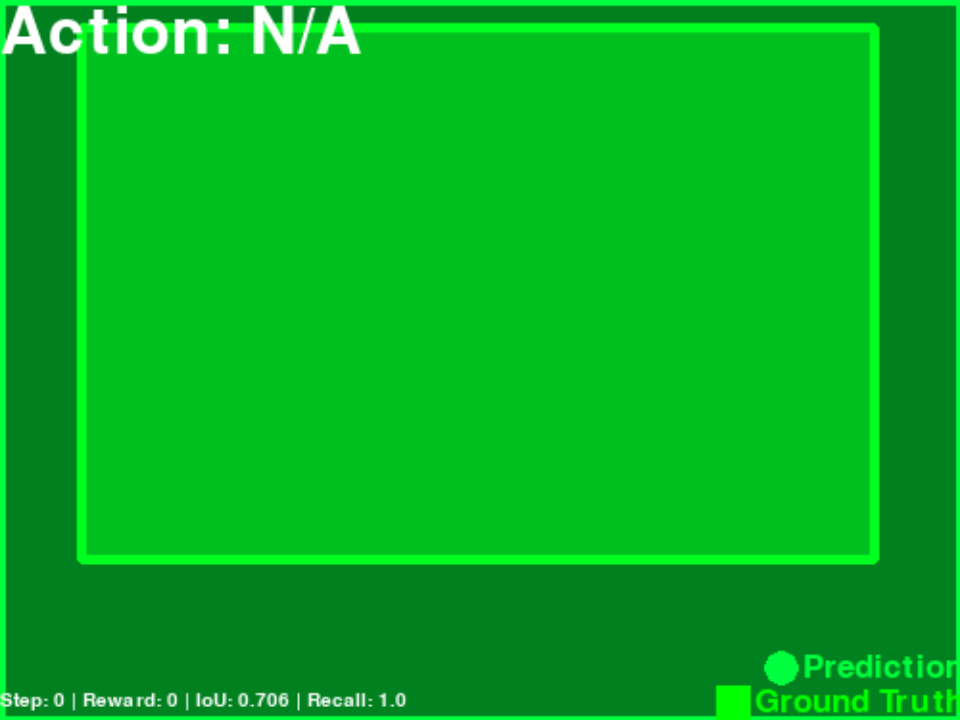 Action: N/A
Prediction
Step: 0 | Reward: 0 | IoU: 0.706 | Recall: 1.0
Ground Truth